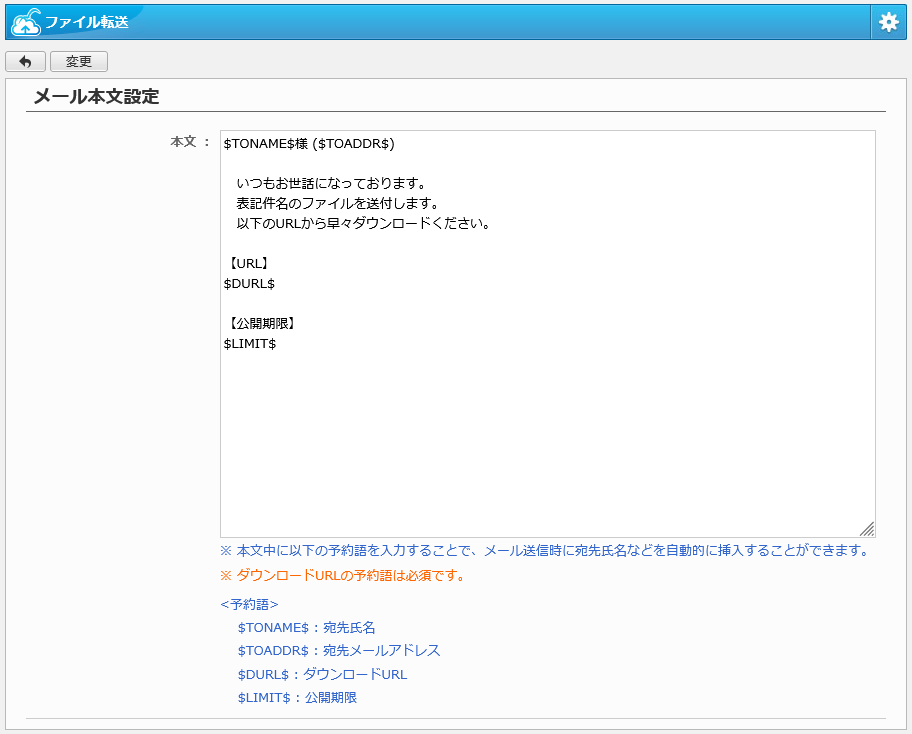 ファイル転送
変更
メール本文設定
本文 ：
$TONAME$様 ($TOADDR$)
いつもお世話になっております。
表記件名のファイルを送付します。
以下のURLから早々ダウンロードください。
【URL】
$DURL$
【公開期限】
$LIMIT$
※ 本文中に以下の予約語を入力することで、メール送信時に宛先氏名などを自動的に挿入することができます。
※ ダウンロードURLの予約語は必須です。
<予約語>
$TONAME$ : 宛先氏名
$TOADDR$ : 宛先メールアドレス
$DURL$ : ダウンロードURL
$LIMIT$ : 公開期限